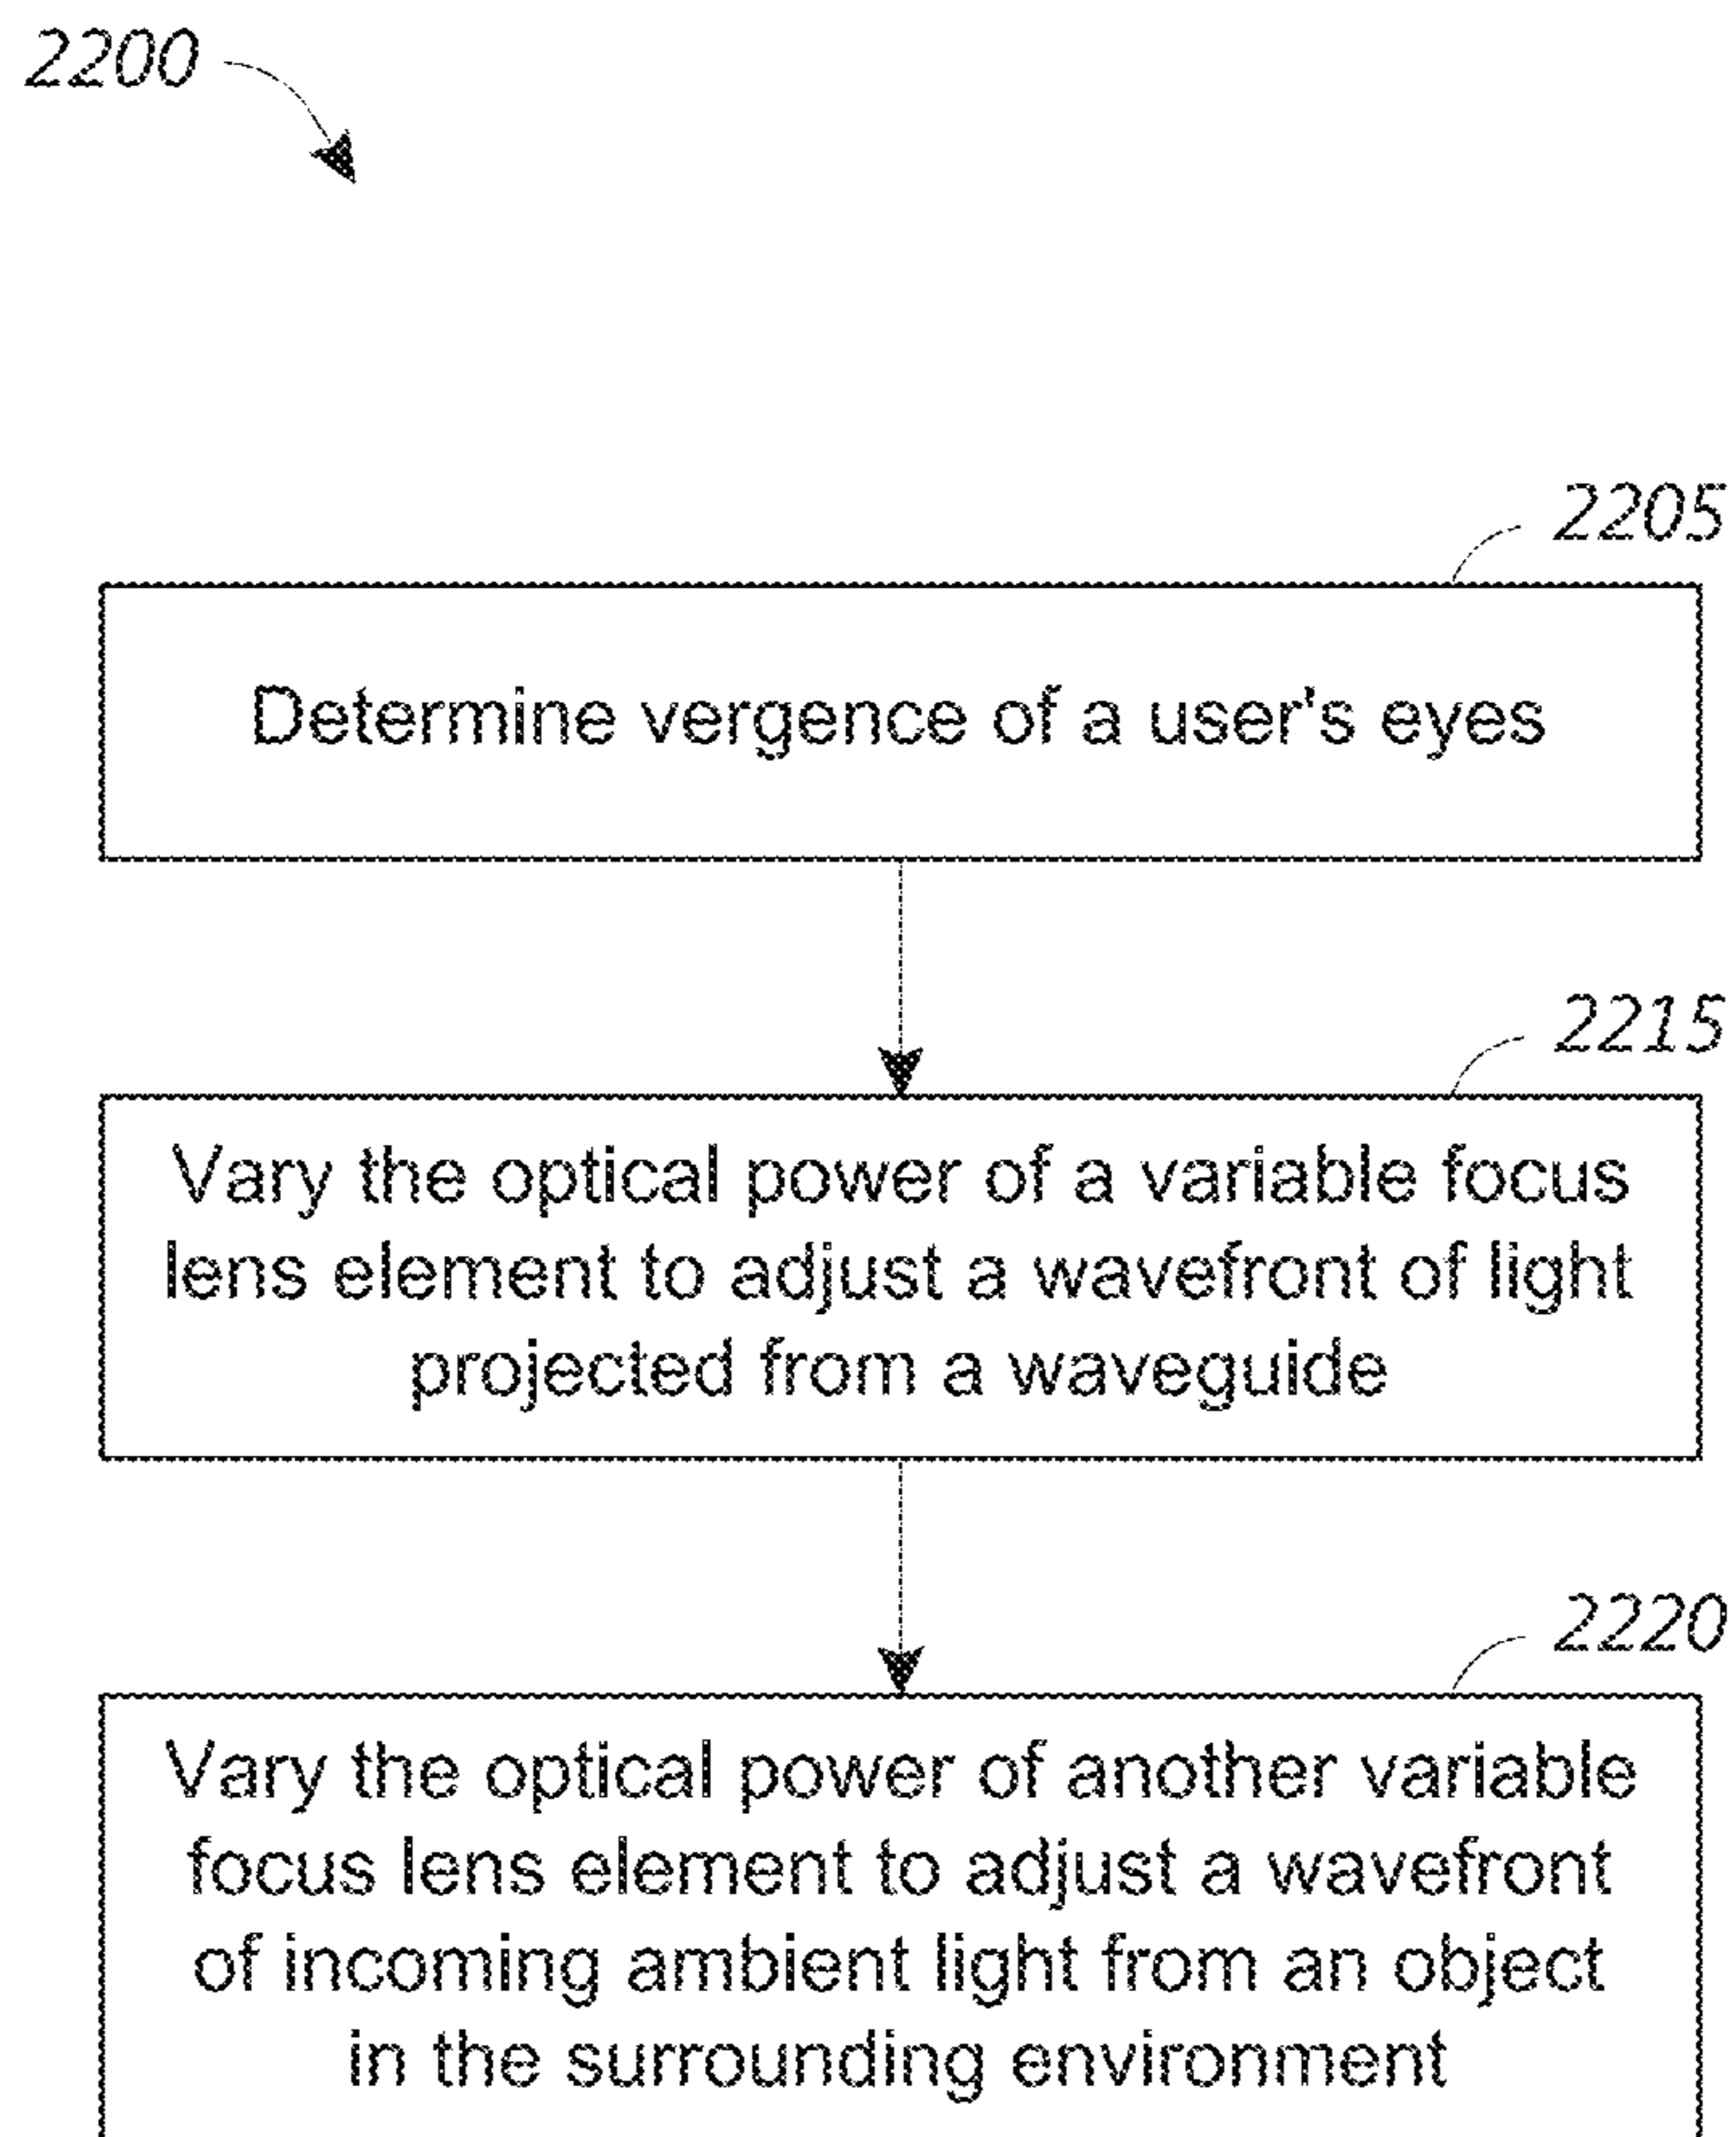 2200
2205
Determine vergence of a user's eyes
2215
Vary the optical power of a variable focus
lens element to adjust a wavefront of light
projected from a waveguide
2220
Vary the optical power of another variable
focus lens element to adjust a wavefront
of incoming ambient light from an object
in the surrounding environment